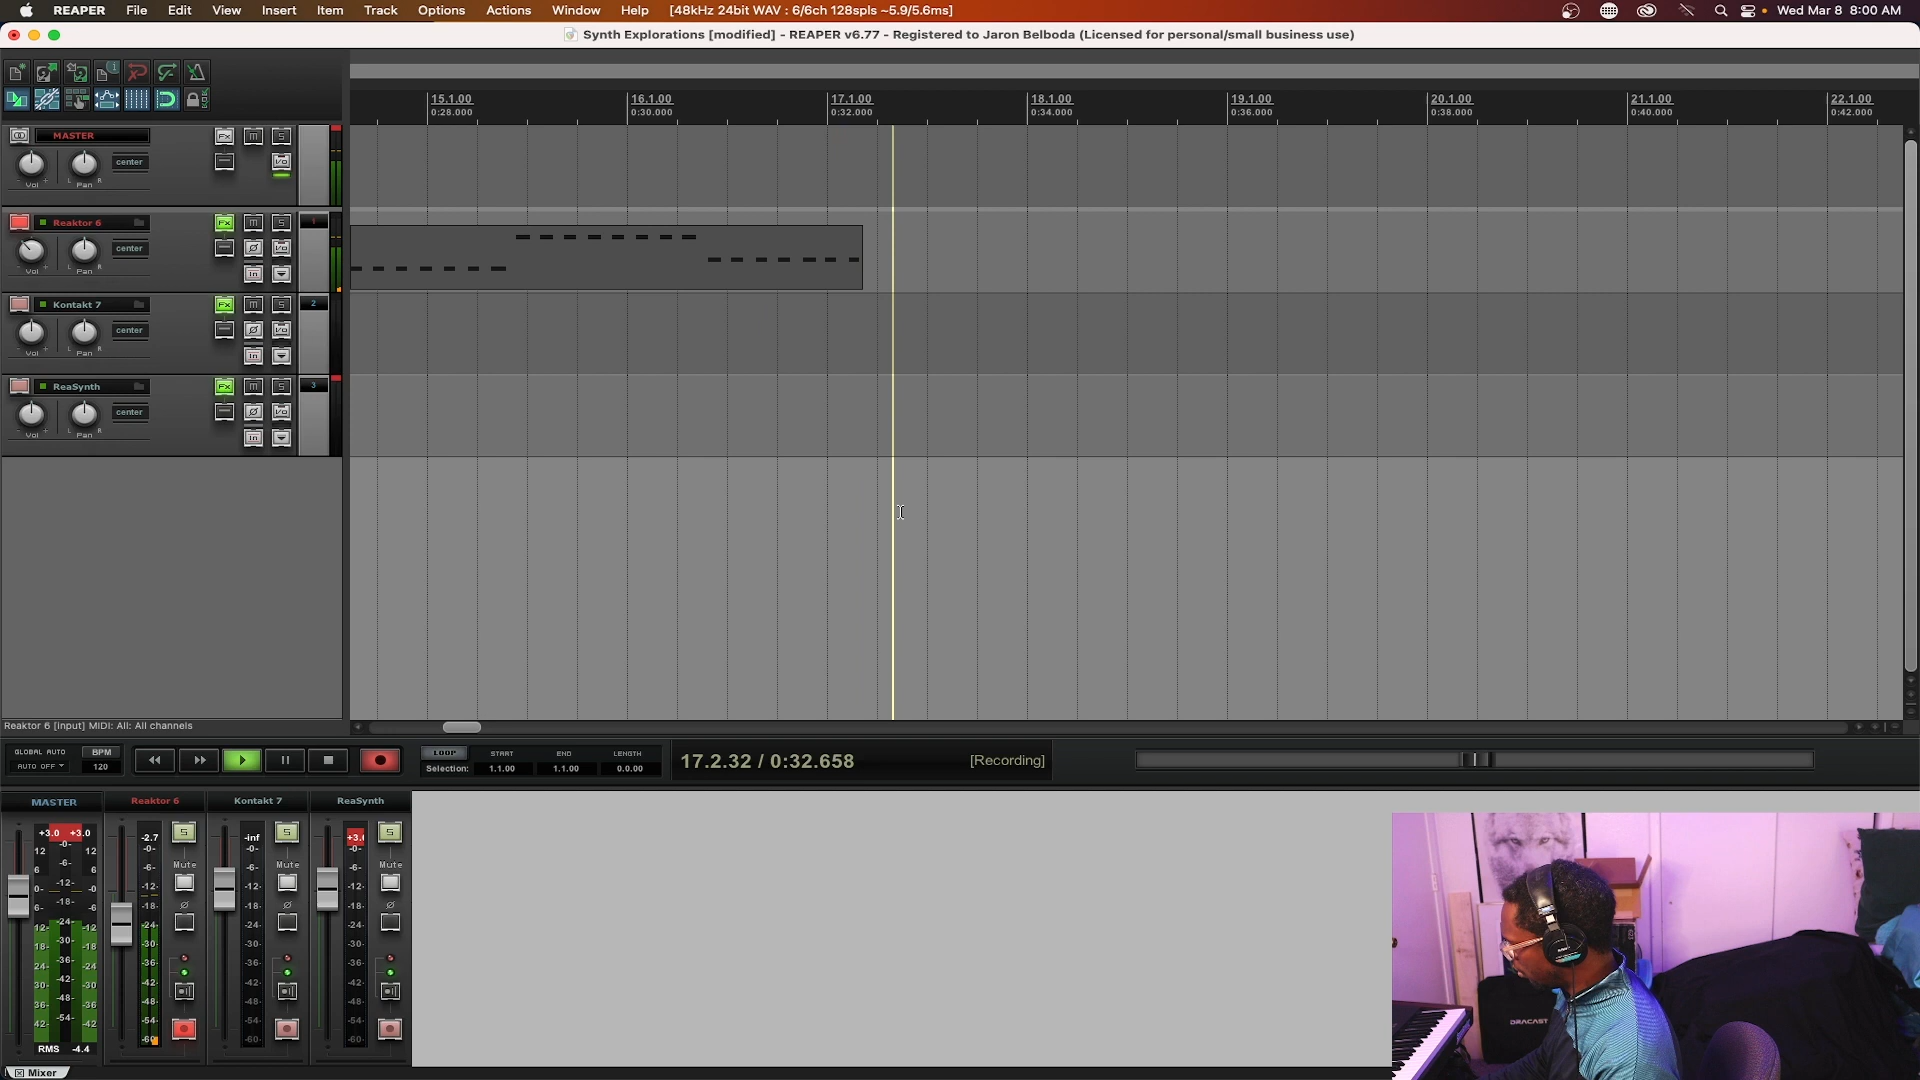 REAPER File Edit View Insert Item Track Options Actions Window Help [48kHz 24bit WAV : 6/6ch 128spls ~5.9/5.6ms] Wed Mar 8 8:00 AM
Synth Explorations [modified] - REAPER v6.77 - Registered to Jaron Belboda (Licensed for personal/small business use)
15.1.00 16.1.00 17.1.00 18.1.00 19.1.00 20.1.00 21.1.00 22.1.00
0:28.000 0:30.000 0:32.000 0:34.000 0:36.000 0:38.000 0:40.000 0:42.000
MASTER FX M S
center I/O
Vol L Pan R
Reaktor 6 FX M S 1
center Ø I/O
Vol L Pan R in
Kontakt 7 FX M S 2
center Ø I/O
Vol L Pan R in
ReaSynth FX M S 3
center Ø I/O
Vol L Pan R in
Reaktor 6 [input] MIDI: All: All channels
GLOBAL AUTO BPM LOOP START END LENGTH
AUTO OFF 120 Selection: 1.1.00 1.1.00 0.0.00
17.2.32 / 0:32.658 [Recording]
MASTER Reaktor 6 Kontakt 7 ReaSynth
+3.0 +3.0 -2.7 S -inf S +3. S
Mute Mute Mute
12 6 0- 6- 12- 18- 24- 30- 36- 42-
-0- -6- -12- -18- -24- -30- -36- -42- -48- -54-
12 6 -0 -6 -12 -18 -24 -30 -36 -42
-0- -6- -12- -18- -24- -30- -36- -42- -48- -54- -60-
-0- -6- -12- -18- -24- -30- -36- -42- -48- -54- -60-
-0- -6- -12- -18- -24- -30- -36- -42- -48- -54- -60-
RMS -4.4
Mixer
DRACAST